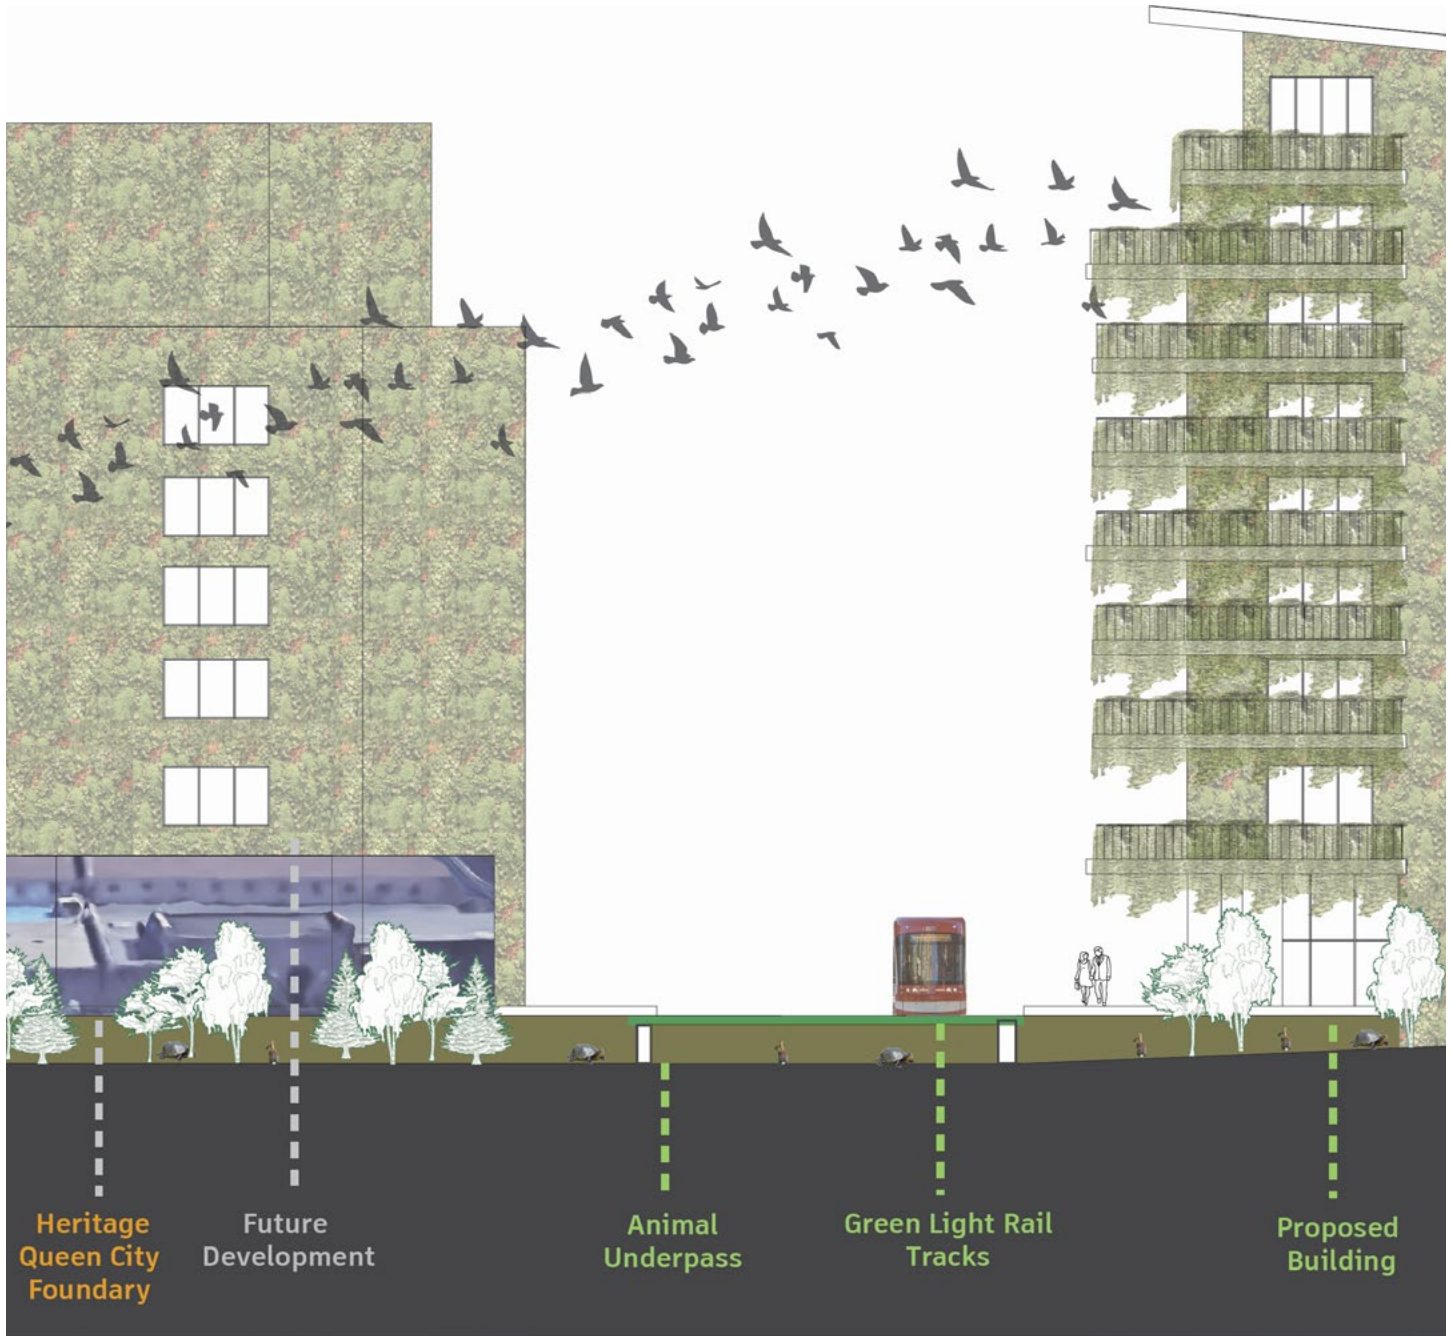 Heritage
Queen City
Foundary
Future
Development
Animal
Underpass
Green Light Rail
Tracks
Proposed
Building